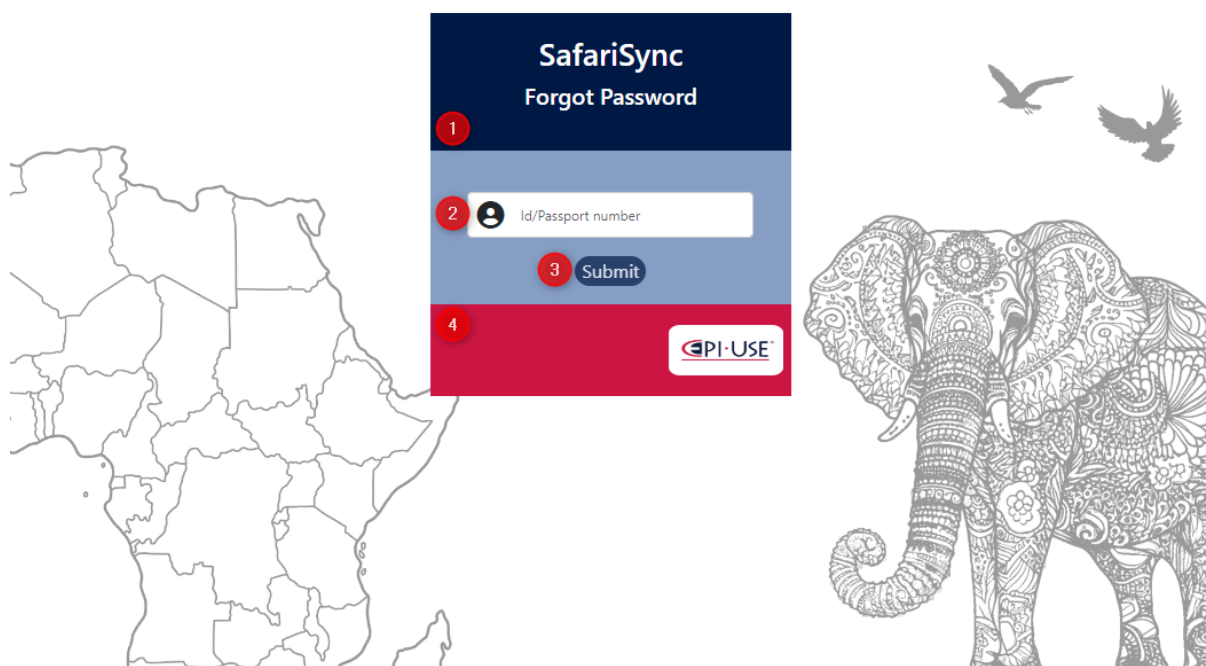 SafariSync
Forgot Password
1
2
Id/Passport number
3
Submit
4
EPI-USE